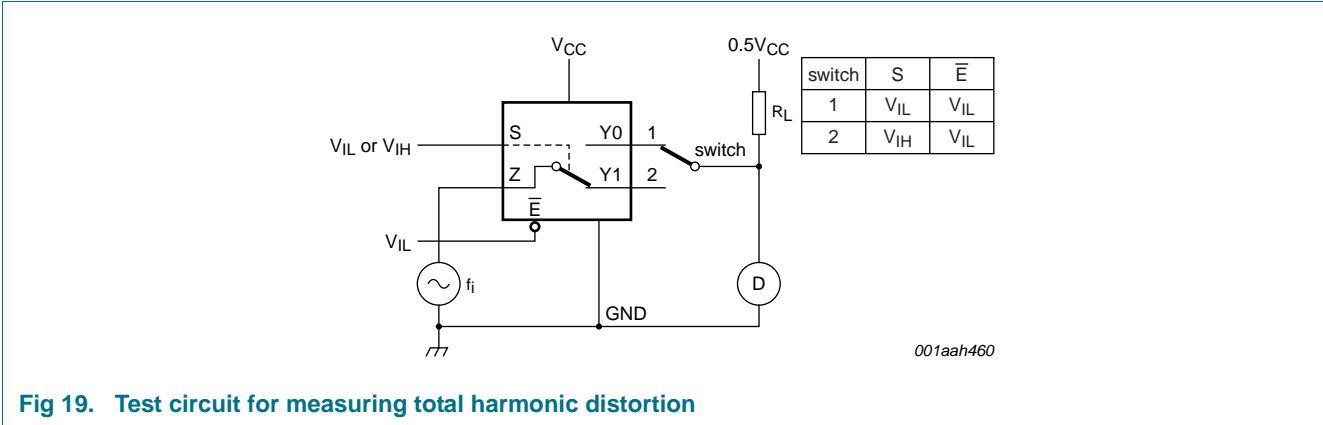 VCC
0.5VCC
switch S E̅
1 VIL VIL
2 VIH VIL
RL
VIL or VIH
S Y0 1
switch
Z Y1 2
E̅
VIL
fi
D
GND
001aah460
Fig 19. Test circuit for measuring total harmonic distortion